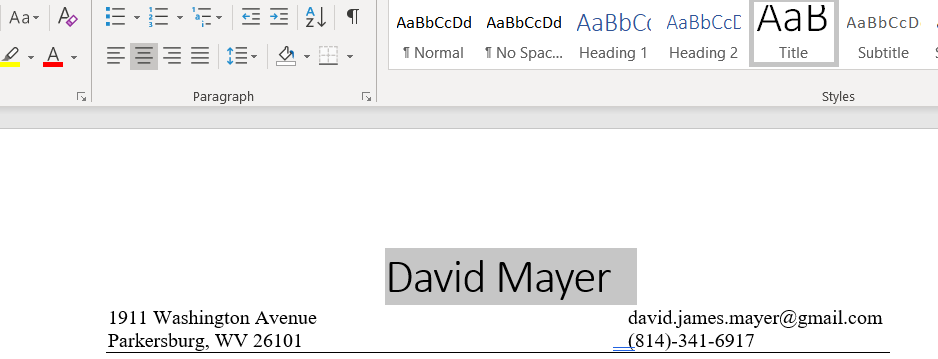 Aa A A
AaBbCcDd AaBbCcDd AaBbC AaBbCcD AaB AaBbCcD
¶ Normal ¶ No Spac... Heading 1 Heading 2 Title Subtitle
Paragraph Styles
David Mayer
1911 Washington Avenue david.james.mayer@gmail.com
Parkersburg, WV 26101 (814)-341-6917